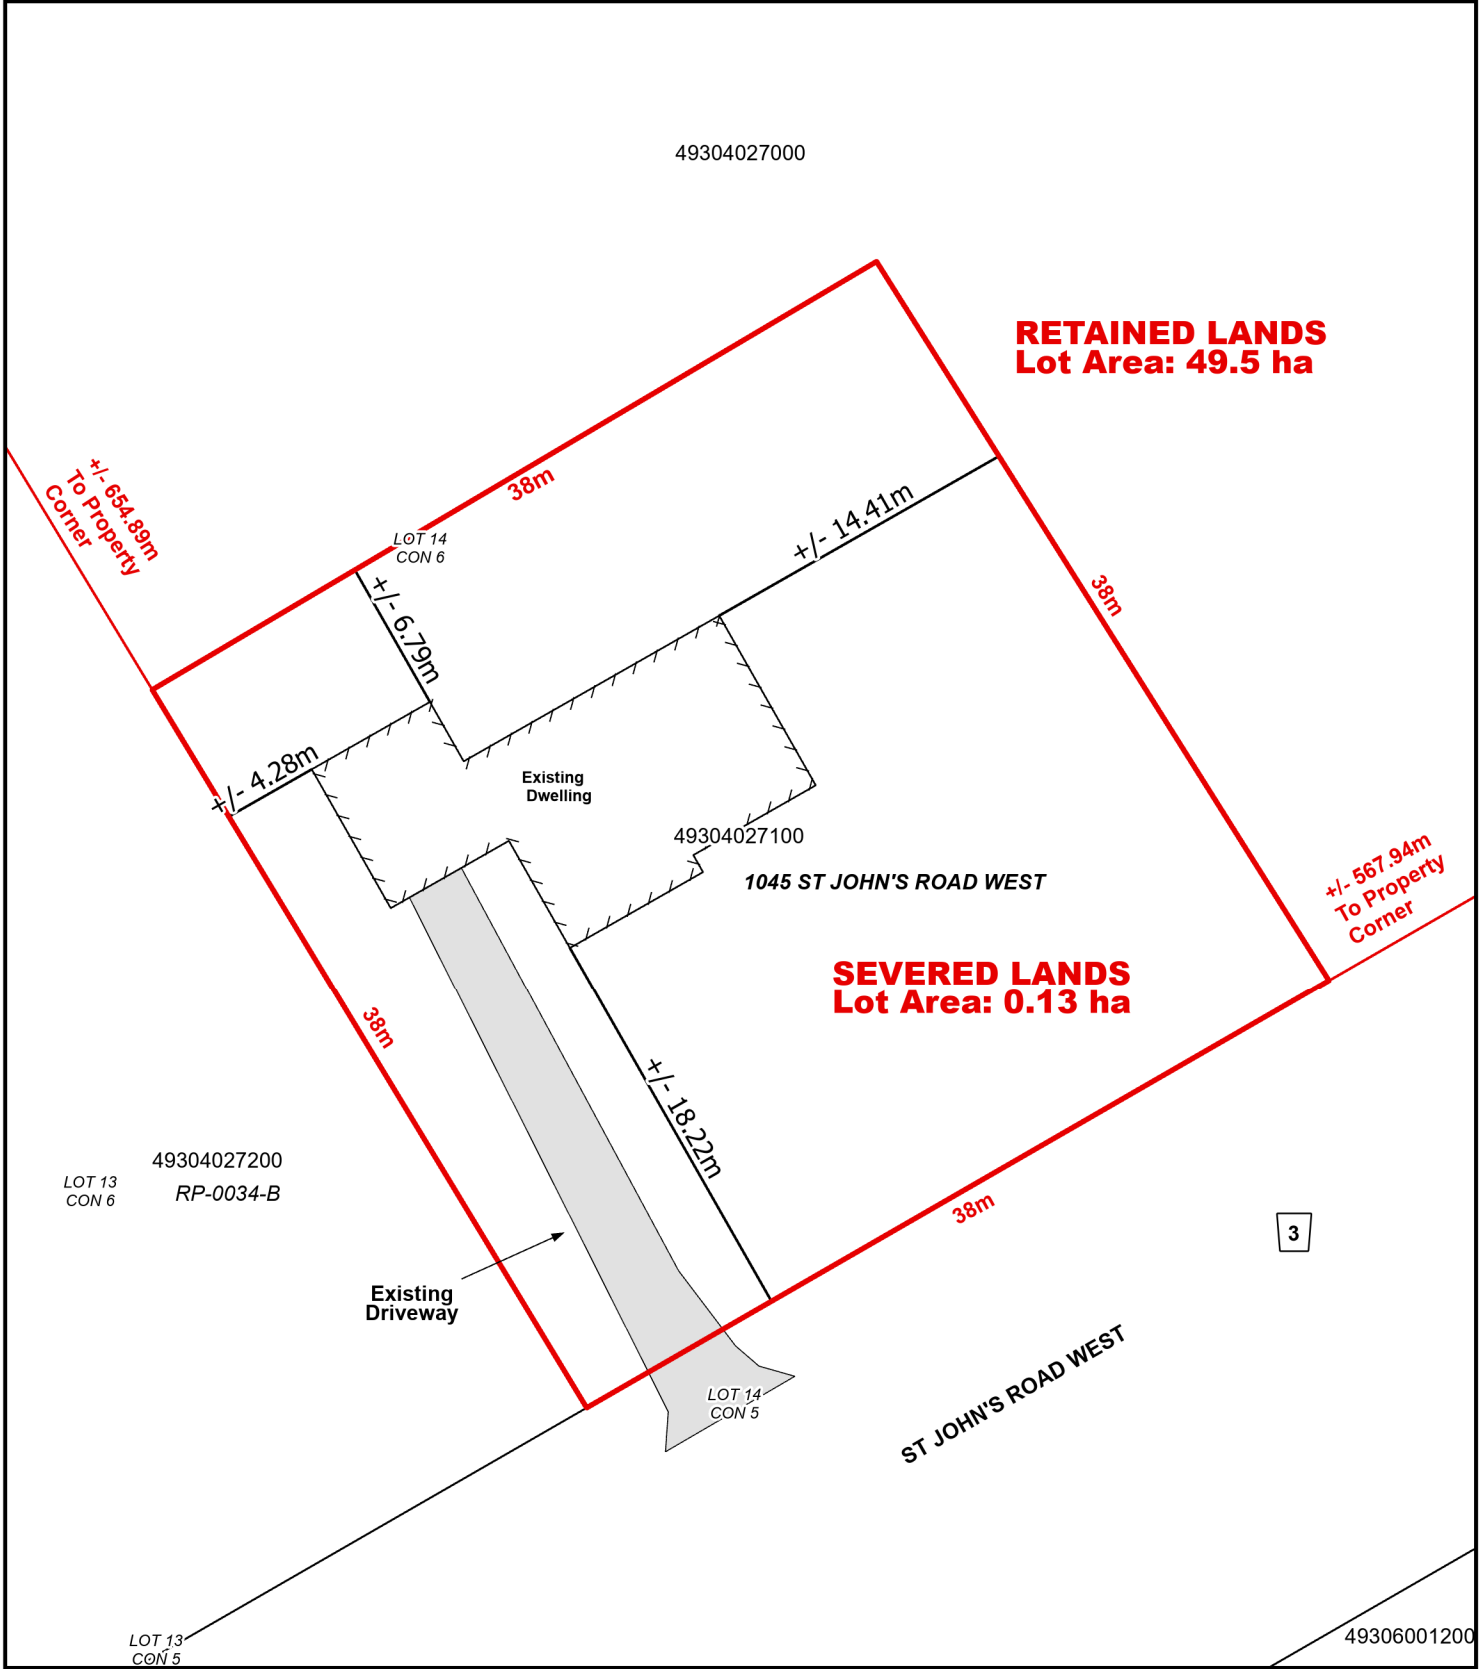 49304027000
RETAINED LANDS
Lot Area: 49.5 ha
+/- 654.89m
To Property
Corner
38m
+/- 14.41m
LOT 14
CON 6
+/- 6.79m
38m
+/- 4.28m
Existing
Dwelling
49304027100
1045 ST JOHN'S ROAD WEST
+/- 567.94m
To Property
Corner
SEVERED LANDS
Lot Area: 0.13 ha
38m
+/- 18.22m
49304027200
LOT 13
CON 6
RP-0034-B
38m
3
Existing
Driveway
LOT 14
CON 5
ST JOHN'S ROAD WEST
LOT 13
CON 5
49306001200